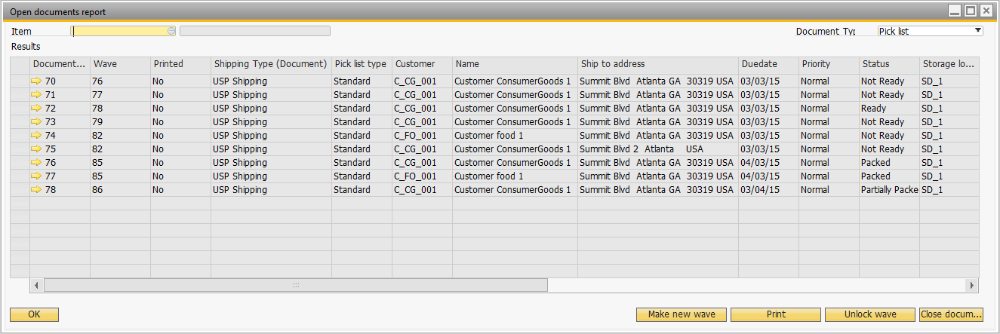 Open documents report
Item Document Typ Pick list
Results
Document... Wave Printed Shipping Type (Document) Pick list type Customer Name Ship to address Duedate Priority Status Storage lo...
70 76 No USP Shipping Standard C_CG_001 Customer ConsumerGoods 1 Summit Blvd Atlanta GA 30319 USA 03/03/15 Normal Not Ready SD_1
71 77 No USP Shipping Standard C_CG_001 Customer ConsumerGoods 1 Summit Blvd Atlanta GA 30319 USA 03/03/15 Normal Not Ready SD_1
72 78 No USP Shipping Standard C_CG_001 Customer ConsumerGoods 1 Summit Blvd Atlanta GA 30319 USA 03/03/15 Normal Ready SD_1
73 79 No USP Shipping Standard C_CG_001 Customer ConsumerGoods 1 Summit Blvd Atlanta GA 30319 USA 03/03/15 Normal Not Ready SD_1
74 82 No USP Shipping Standard C_FO_001 Customer food 1 Summit Blvd Atlanta GA 30319 USA 03/03/15 Normal Not Ready SD_1
75 82 No USP Shipping Standard C_CG_001 Customer ConsumerGoods 1 Summit Blvd 2 Atlanta USA 03/03/15 Normal Not Ready SD_1
76 85 No USP Shipping Standard C_CG_001 Customer ConsumerGoods 1 Summit Blvd Atlanta GA 30319 USA 04/03/15 Normal Packed SD_1
77 85 No USP Shipping Standard C_FO_001 Customer food 1 Summit Blvd Atlanta GA 30319 USA 04/03/15 Normal Packed SD_1
78 86 No USP Shipping Standard C_CG_001 Customer ConsumerGoods 1 Summit Blvd Atlanta GA 30319 USA 03/04/15 Normal Partially Packe SD_1
OK Make new wave Print Unlock wave Close docum...